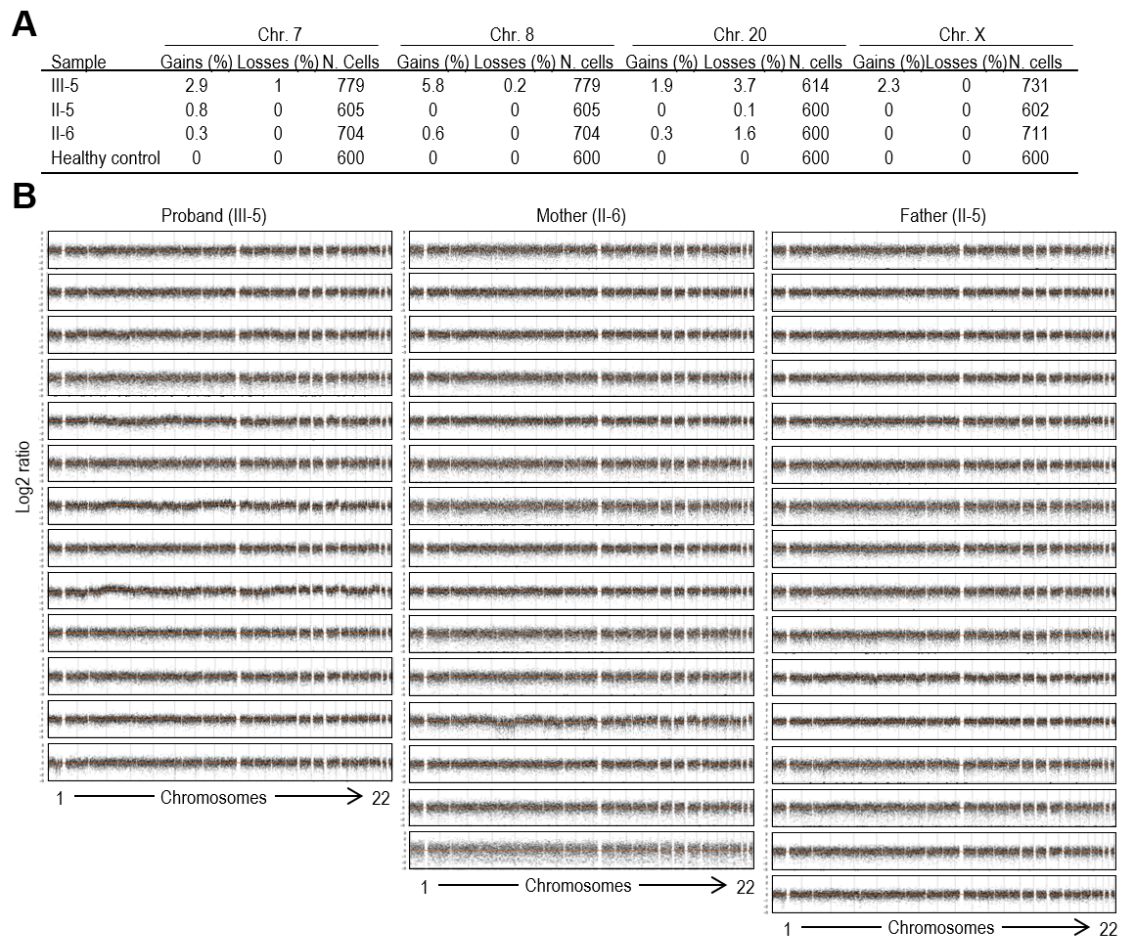 A
Chr. 7 Chr. 8 Chr. 20 Chr. X
Sample Gains (%) Losses (%) N. Cells Gains (%) Losses (%) N. cells Gains (%) Losses (%) N. cells Gains (%) Losses (%) N. cells
III-5 2.9 1 779 5.8 0.2 779 1.9 3.7 614 2.3 0 731
II-5 0.8 0 605 0 0 605 0 0.1 600 0 0 602
II-6 0.3 0 704 0.6 0 704 0.3 1.6 600 0 0 711
Healthy control 0 0 600 0 0 600 0 0 600 0 0 600
B
Proband (III-5) Mother (II-6) Father (II-5)
Log2 ratio
1 Chromosomes 22
1 Chromosomes 22
1 Chromosomes 22